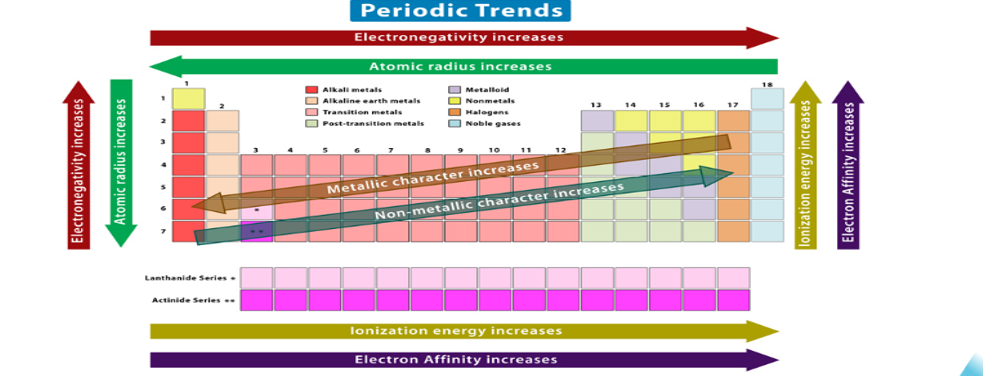 Periodic Trends
Electronegativity increases
Atomic radius increases
1
18
Alkali metals
Metalloid
Alkaline earth metals
Nonmetals
Transition metals
Halogens
Post-transition metals
Noble gases
2
13 14 15 16 17
3 4 5 6 7 8 9 10 11 12
1
2
3
4
5
6
7
*
**
Electronegativity increases
Atomic radius increases
Metallic character increases
Non-metallic character increases
Ionization energy increases
Electron Affinity increases
Lanthanide Series *
Actinide Series **
Ionization energy increases
Electron Affinity increases